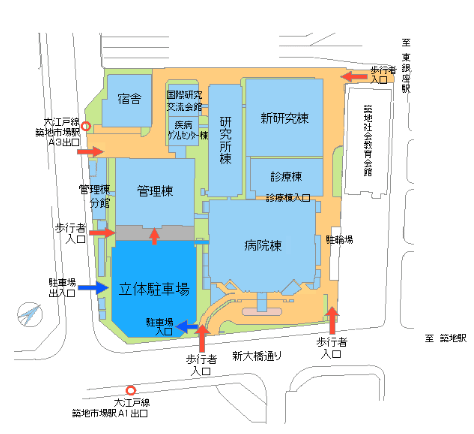 至
東
銀
座
駅
歩行者
入口
宿舎
国際研究
交流会館
疾病
ゲノムセンター棟
研
究
所
棟
新研究棟
築
地
社
会
教
育
会
館
大江戸線
築地市場駅
A3出口
診療棟
診療棟入口
管理棟
分館
管理棟
歩行者
入口
病院棟
駐輪場
駐車場
出入口
立体駐車場
駐車場
入口
歩行者
入口
新大橋通り
歩行者
入口
至 築地駅
大江戸線
築地市場駅A1出口